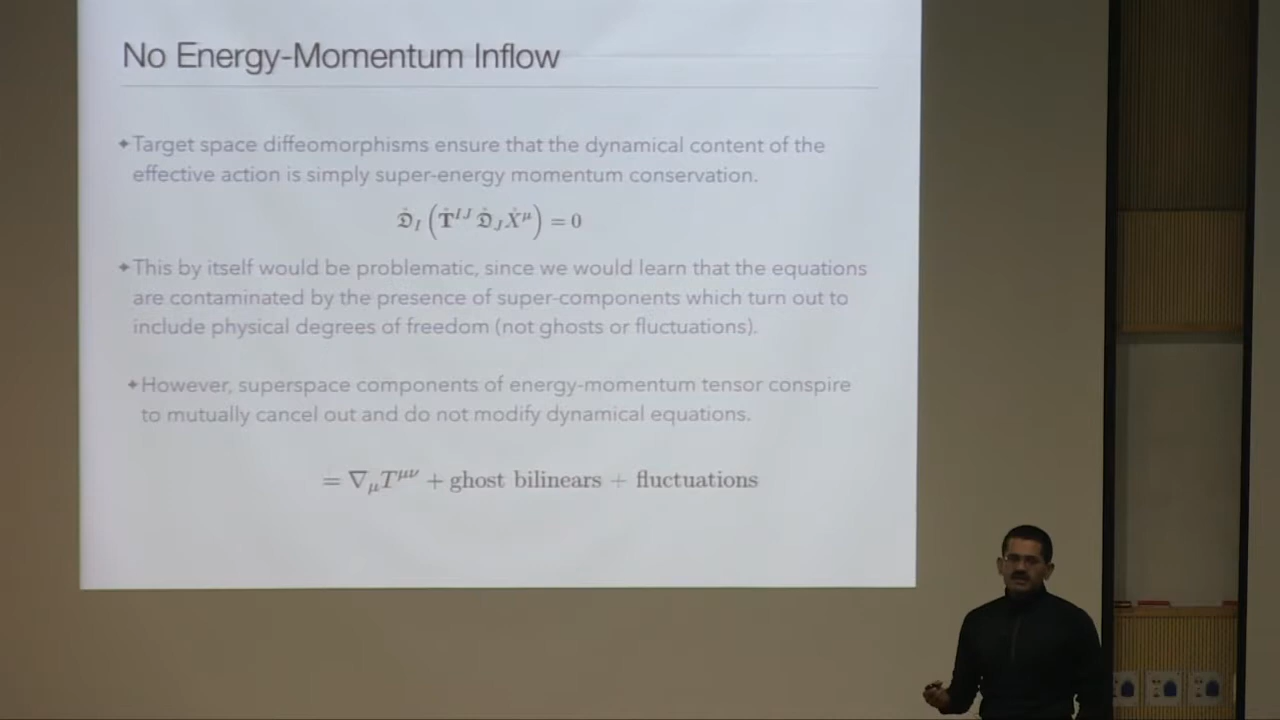 No Energy-Momentum Inflow
✦Target space diffeomorphisms ensure that the dynamical content of the
effective action is simply super-energy momentum conservation.
𝔇̊_I (𝐓̊^{IJ} 𝔇̊_J X̊^μ) = 0
✦This by itself would be problematic, since we would learn that the equations
are contaminated by the presence of super-components which turn out to
include physical degrees of freedom (not ghosts or fluctuations).
✦However, superspace components of energy-momentum tensor conspire
to mutually cancel out and do not modify dynamical equations.
= ∇_μ T^{μν} + ghost bilinears + fluctuations